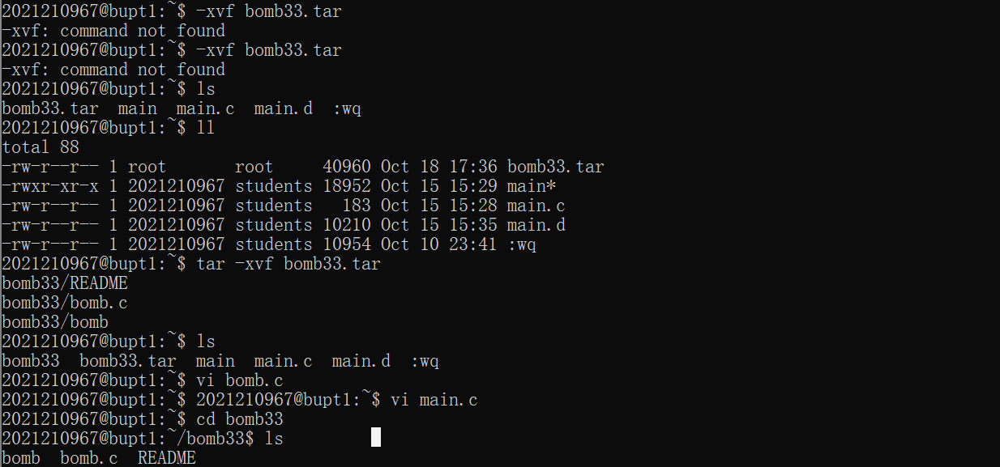 2021210967@bupt1:~$ -xvf bomb33.tar
-xvf: command not found
2021210967@bupt1:~$ -xvf bomb33.tar
-xvf: command not found
2021210967@bupt1:~$ ls
bomb33.tar  main  main.c  main.d  :wq
2021210967@bupt1:~$ ll
total 88
-rw-r--r-- 1 root       root     40960 Oct 18 17:36 bomb33.tar
-rwxr-xr-x 1 2021210967 students 18952 Oct 15 15:29 main*
-rw-r--r-- 1 2021210967 students   183 Oct 15 15:28 main.c
-rw-r--r-- 1 2021210967 students 10210 Oct 15 15:35 main.d
-rw-r--r-- 1 2021210967 students 10954 Oct 10 23:41 :wq
2021210967@bupt1:~$ tar -xvf bomb33.tar
bomb33/README
bomb33/bomb.c
bomb33/bomb
2021210967@bupt1:~$ ls
bomb33  bomb33.tar  main  main.c  main.d  :wq
2021210967@bupt1:~$ vi bomb.c
2021210967@bupt1:~$ 2021210967@bupt1:~$ vi main.c
2021210967@bupt1:~$ cd bomb33
2021210967@bupt1:~/bomb33$ ls
bomb  bomb.c  README